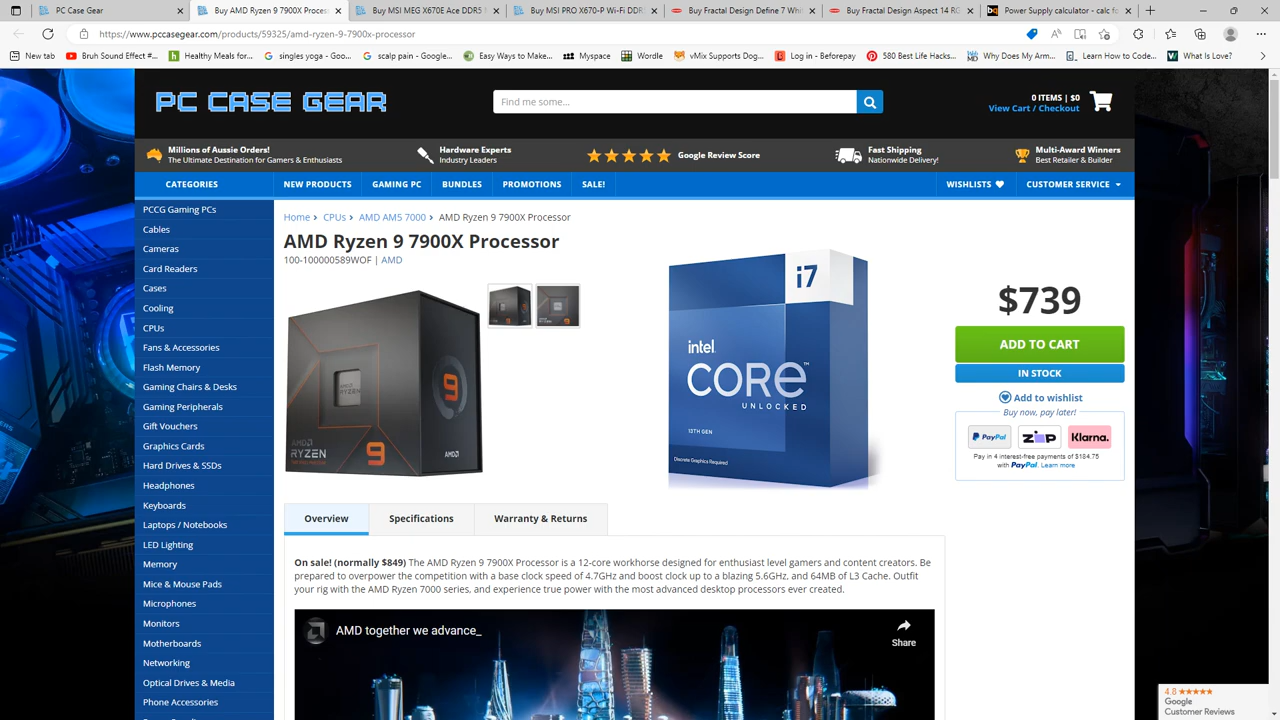 PC Case Gear
Buy AMD Ryzen 9 7900X Proces
Buy MSI MEG X670E Ace DDR5
Buy MSI PRO X670-P Wi-Fi DDR
Buy Fractal Design Define 7 Whit
Buy Fractal Design Aspect 14 RG
Power Supply calculator - calc fo
https://www.pccasegear.com/products/59325/amd-ryzen-9-7900x-processor
New tab
Bruh Sound Effect #...
Healthy Meals for...
singles yoga - Goo...
scalp pain - Google...
Easy Ways to Make...
Myspace
Wordle
vMix Supports Dog...
Log in - Beforepay
580 Best Life Hacks...
Why Does My Arm...
Learn How to Code...
What Is Love?
PC CASE GEAR
Find me some...
0 ITEMS | $0
View Cart / Checkout
Millions of Aussie Orders!
The Ultimate Destination for Gamers & Enthusiasts
Hardware Experts
Industry Leaders
Google Review Score
Fast Shipping
Nationwide Delivery!
Multi-Award Winners
Best Retailer & Builder
CATEGORIES
NEW PRODUCTS
GAMING PC
BUNDLES
PROMOTIONS
SALE!
WISHLISTS
CUSTOMER SERVICE
PCCG Gaming PCs
Cables
Cameras
Card Readers
Cases
Cooling
CPUs
Fans & Accessories
Flash Memory
Gaming Chairs & Desks
Gaming Peripherals
Gift Vouchers
Graphics Cards
Hard Drives & SSDs
Headphones
Keyboards
Laptops / Notebooks
LED Lighting
Memory
Mice & Mouse Pads
Microphones
Monitors
Motherboards
Networking
Optical Drives & Media
Phone Accessories
Home > CPUs > AMD AM5 7000 > AMD Ryzen 9 7900X Processor
AMD Ryzen 9 7900X Processor
100-100000589WOF | AMD
AMD
RYZEN
9
9
AMD
i7
intel
CORE™
UNLOCKED
13TH GEN
Discrete Graphics Required
$739
ADD TO CART
IN STOCK
Add to wishlist
Buy now, pay later!
PayPal
ZIP
Klarna.
Pay in 4 interest-free payments of $184.75
with PayPal. Learn more
Overview
Specifications
Warranty & Returns
On sale! (normally $849) The AMD Ryzen 9 7900X Processor is a 12-core workhorse designed for enthusiast level gamers and content creators. Be
prepared to overpower the competition with a base clock speed of 4.7GHz and boost clock up to a blazing 5.6GHz, and 64MB of L3 Cache. Outfit
your rig with the AMD Ryzen 7000 series, and experience true power with the most advanced desktop processors ever created.
AMD together we advance_
Share
4.8
Google
Customer Reviews